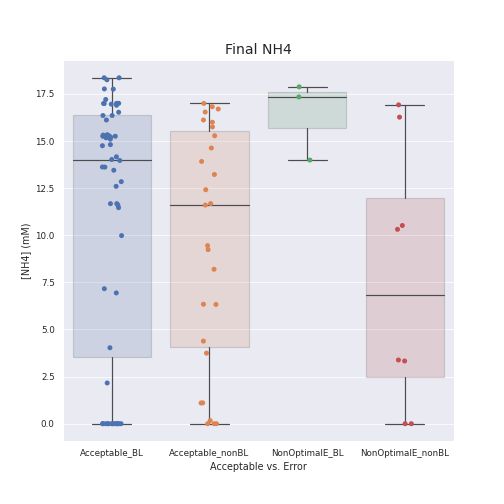 Final NH4
17.5
15.0
12.5
10.0
7.5
5.0
2.5
0.0
[NH4] (mM)
Acceptable_BL
Acceptable_nonBL
NonOptimalE_BL
NonOptimalE_nonBL
Acceptable vs. Error